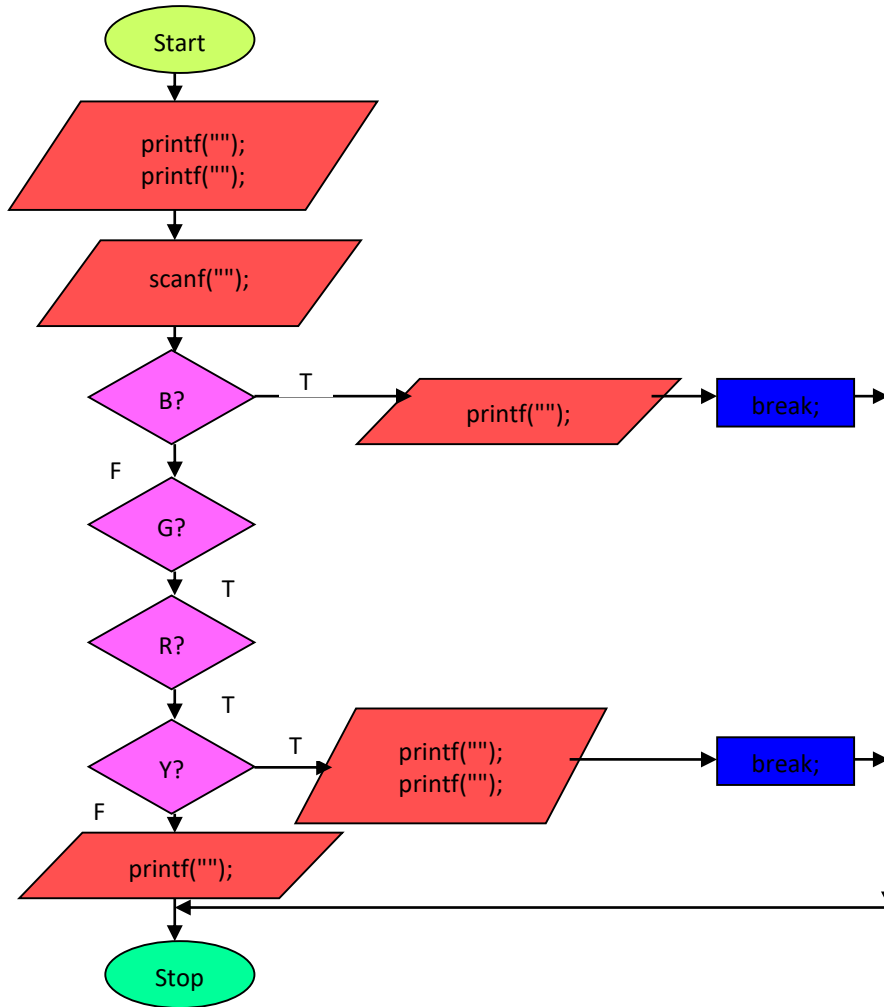 Start
printf("");
printf("");
scanf("");
B?
T
printf("");
break;
F
G?
T
R?
T
Y?
T
printf("");
printf("");
break;
F
printf("");
Stop